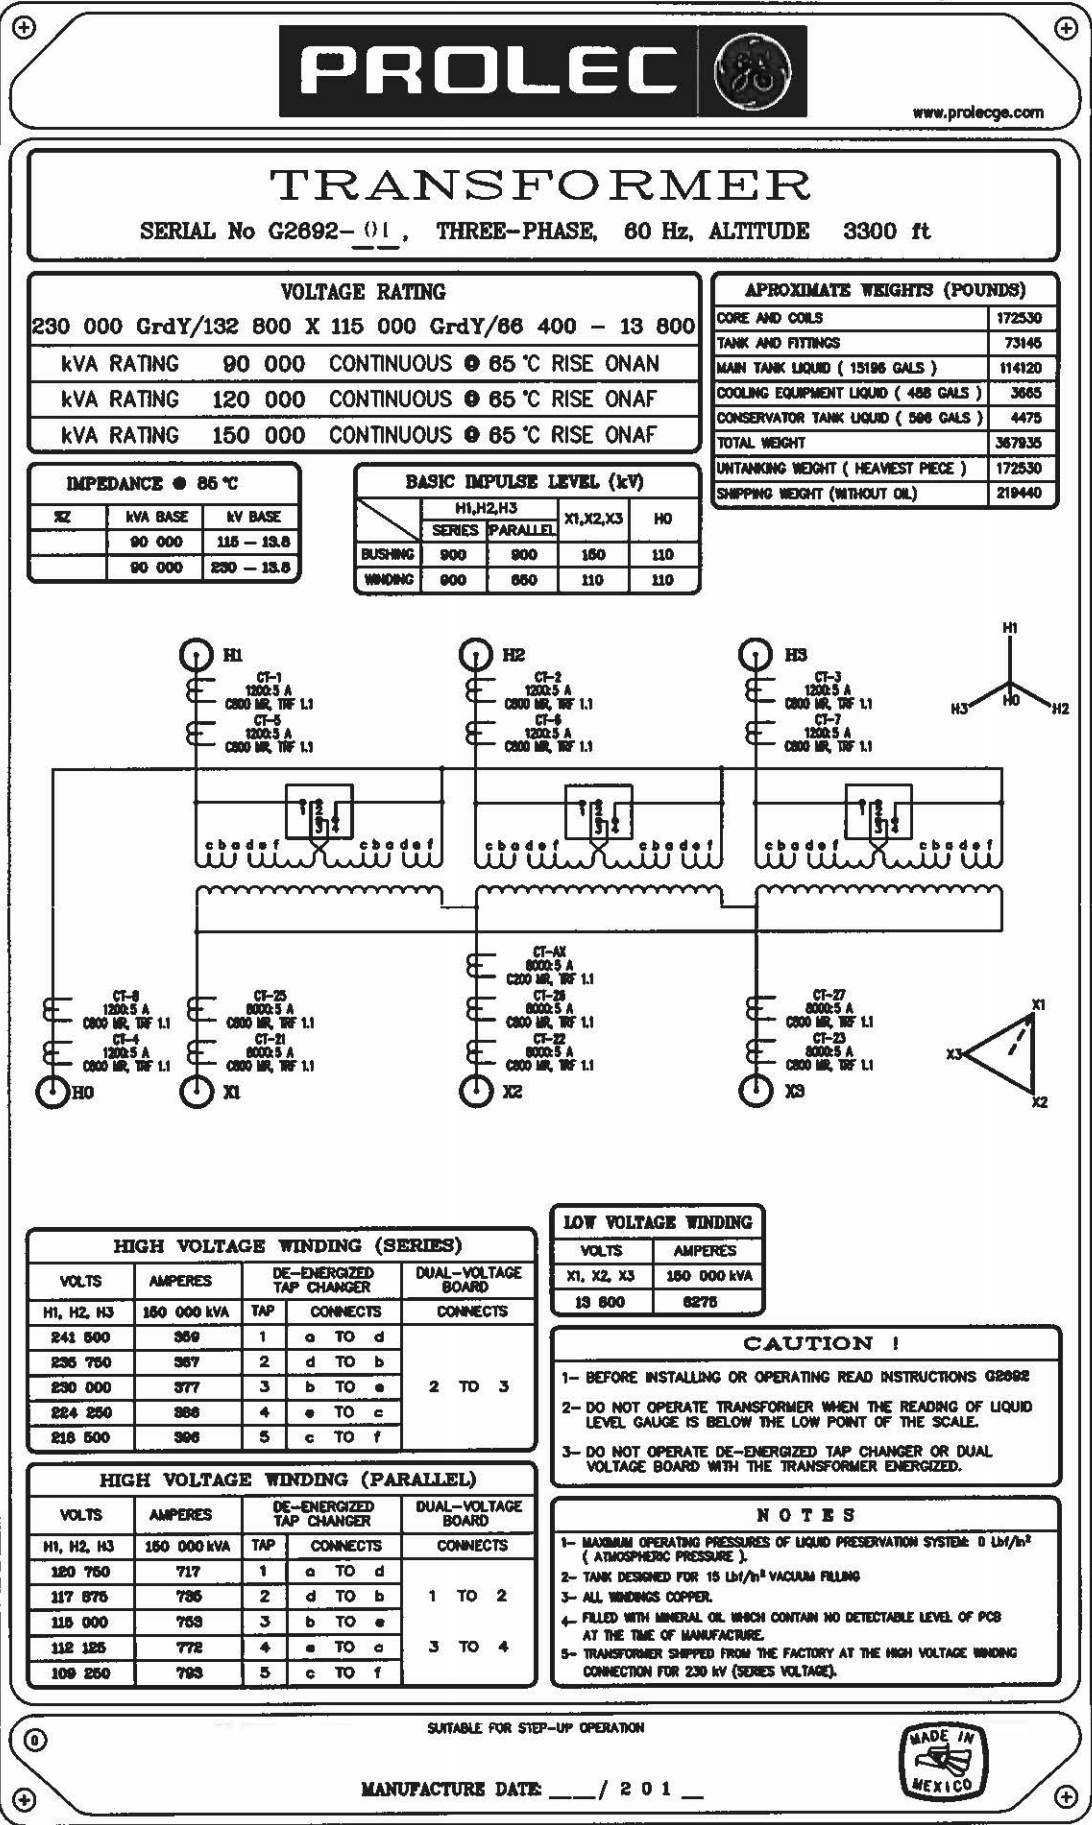 PROLEC
www.prolecge.com
TRANSFORMER
SERIAL No G2692-01, THREE-PHASE, 60 Hz, ALTITUDE 3300 ft
VOLTAGE RATING
230 000 GrdY/132 800 X 115 000 GrdY/66 400 - 13 800
kVA RATING 90 000 CONTINUOUS @ 65 °C RISE ONAN
kVA RATING 120 000 CONTINUOUS @ 65 °C RISE ONAF
kVA RATING 150 000 CONTINUOUS @ 65 °C RISE ONAF
APROXIMATE WEIGHTS (POUNDS)
CORE AND COILS 172530
TANK AND FITTINGS 73145
MAIN TANK LIQUID ( 15196 GALS ) 114120
COOLING EQUIPMENT LIQUID ( 488 GALS ) 3665
CONSERVATOR TANK LIQUID ( 596 GALS ) 4475
TOTAL WEIGHT 367935
UNTANKING WEIGHT ( HEAVIEST PIECE ) 172530
SHIPPING WEIGHT (WITHOUT OIL) 219440
IMPEDANCE @ 85 °C
%Z kVA BASE kV BASE
90 000 115 - 13.8
90 000 230 - 13.8
BASIC IMPULSE LEVEL (kV)
H1,H2,H3 X1,X2,X3 H0
SERIES PARALLEL
BUSHING 900 900 150 110
WINDING 900 650 110 110
H1 H2 H3
CT-1 CT-2 CT-3
1200:5 A 1200:5 A 1200:5 A
C800 MR, TRF 1.1 C800 MR, TRF 1.1 C800 MR, TRF 1.1
CT-5 CT-6 CT-7
1200:5 A 1200:5 A 1200:5 A
C800 MR, TRF 1.1 C800 MR, TRF 1.1 C800 MR, TRF 1.1
H1
H3 H0 H2
1 2 3 4 1 2 3 4 1 2 3 4
c b a d e f c b a d e f c b a d e f c b a d e f c b a d e f c b a d e f
CT-AX
8000:5 A
C200 MR, TRF 1.1
CT-8 CT-25 CT-26 CT-27
1200:5 A 8000:5 A 8000:5 A 8000:5 A
C800 MR, TRF 1.1 C800 MR, TRF 1.1 C800 MR, TRF 1.1 C800 MR, TRF 1.1
CT-4 CT-21 CT-22 CT-23
1200:5 A 8000:5 A 8000:5 A 8000:5 A
C800 MR, TRF 1.1 C800 MR, TRF 1.1 C800 MR, TRF 1.1 C800 MR, TRF 1.1
H0 X1 X2 X3
X1
X3
X2
HIGH VOLTAGE WINDING (SERIES)
VOLTS AMPERES DE-ENERGIZED TAP CHANGER DUAL-VOLTAGE BOARD
H1, H2, H3 150 000 kVA TAP CONNECTS CONNECTS
241 500 359 1 a TO d
235 750 367 2 d TO b
230 000 377 3 b TO e 2 TO 3
224 250 386 4 e TO c
218 500 396 5 c TO f
HIGH VOLTAGE WINDING (PARALLEL)
VOLTS AMPERES DE-ENERGIZED TAP CHANGER DUAL-VOLTAGE BOARD
H1, H2, H3 150 000 kVA TAP CONNECTS CONNECTS
120 750 717 1 a TO d
117 875 735 2 d TO b 1 TO 2
115 000 753 3 b TO e
112 125 772 4 e TO c 3 TO 4
109 250 793 5 c TO f
LOW VOLTAGE WINDING
VOLTS AMPERES
X1, X2, X3 150 000 kVA
13 800 6275
CAUTION !
1- BEFORE INSTALLING OR OPERATING READ INSTRUCTIONS G2692
2- DO NOT OPERATE TRANSFORMER WHEN THE READING OF LIQUID
LEVEL GAUGE IS BELOW THE LOW POINT OF THE SCALE.
3- DO NOT OPERATE DE-ENERGIZED TAP CHANGER OR DUAL
VOLTAGE BOARD WITH THE TRANSFORMER ENERGIZED.
NOTES
1- MAXIMUM OPERATING PRESSURES OF LIQUID PRESERVATION SYSTEM: 0 Lbf/in²
( ATMOSPHERIC PRESSURE ).
2- TANK DESIGNED FOR 15 Lbf/in² VACUUM FILLING
3- ALL WINDINGS COPPER.
4- FILLED WITH MINERAL OIL WHICH CONTAIN NO DETECTABLE LEVEL OF PCB
AT THE TIME OF MANUFACTURE.
5- TRANSFORMER SHIPPED FROM THE FACTORY AT THE HIGH VOLTAGE WINDING
CONNECTION FOR 230 kV (SERIES VOLTAGE).
SUITABLE FOR STEP-UP OPERATION
MANUFACTURE DATE: ___/ 2 0 1 __
MADE IN
MEXICO
0